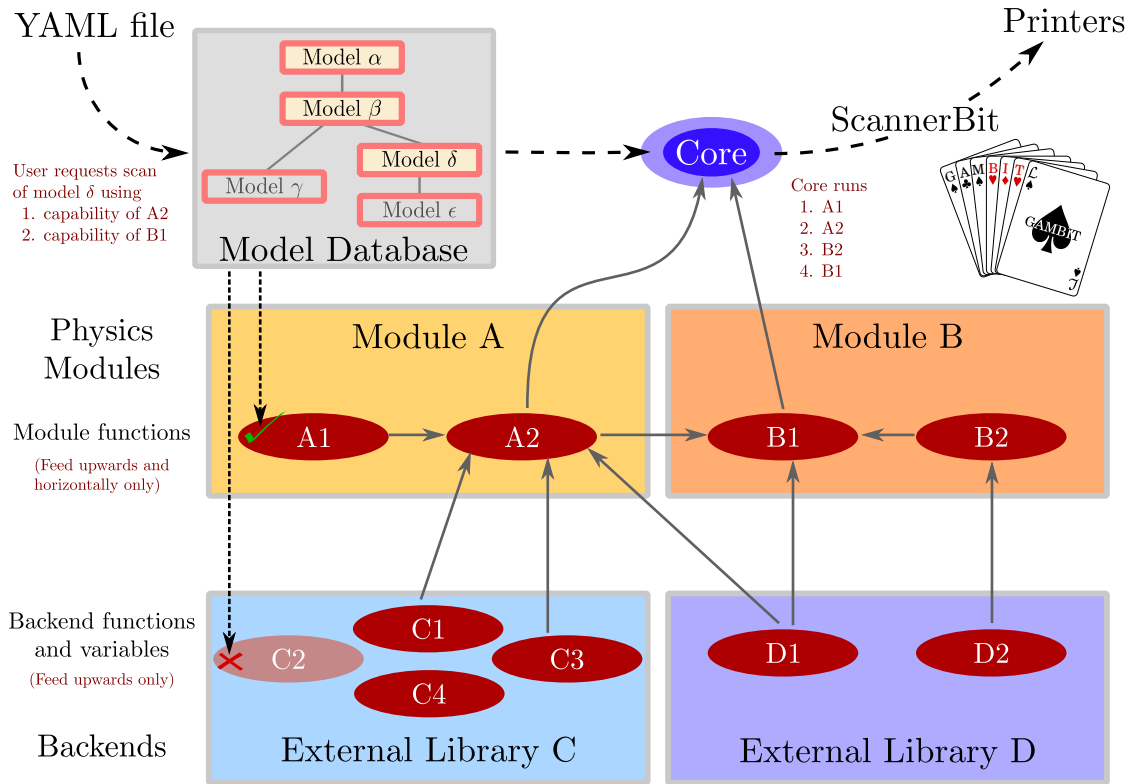 YAML file
Printers
Model α
Model β
Model δ
Model γ
Model ϵ
Model Database
Core
ScannerBit
User requests scan
of model δ using
1. capability of A2
2. capability of B1
Core runs
1. A1
2. A2
3. B2
4. B1
G A M B I T L
GAMBIT
J
Physics
Modules
Module A
Module B
Module functions
(Feed upwards and
horizontally only)
A1
A2
B1
B2
Backend functions
and variables
(Feed upwards only)
C1
C2
C3
C4
D1
D2
Backends
External Library C
External Library D